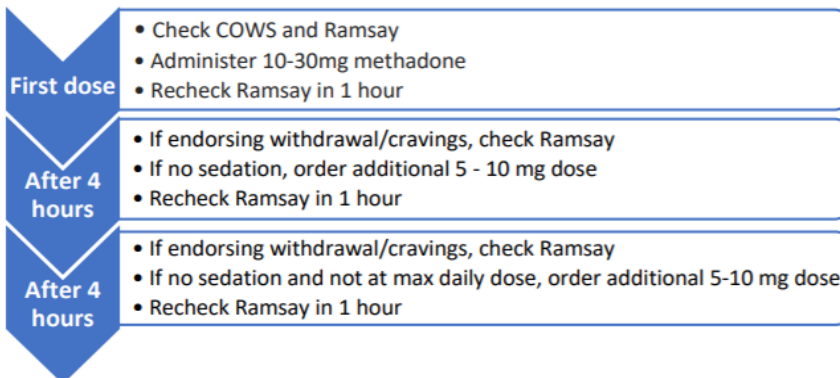 First dose
• Check COWS and Ramsay
• Administer 10-30mg methadone
• Recheck Ramsay in 1 hour
After 4
hours
• If endorsing withdrawal/cravings, check Ramsay
• If no sedation, order additional 5 - 10 mg dose
• Recheck Ramsay in 1 hour
After 4
hours
• If endorsing withdrawal/cravings, check Ramsay
• If no sedation and not at max daily dose, order additional 5-10 mg dose
• Recheck Ramsay in 1 hour